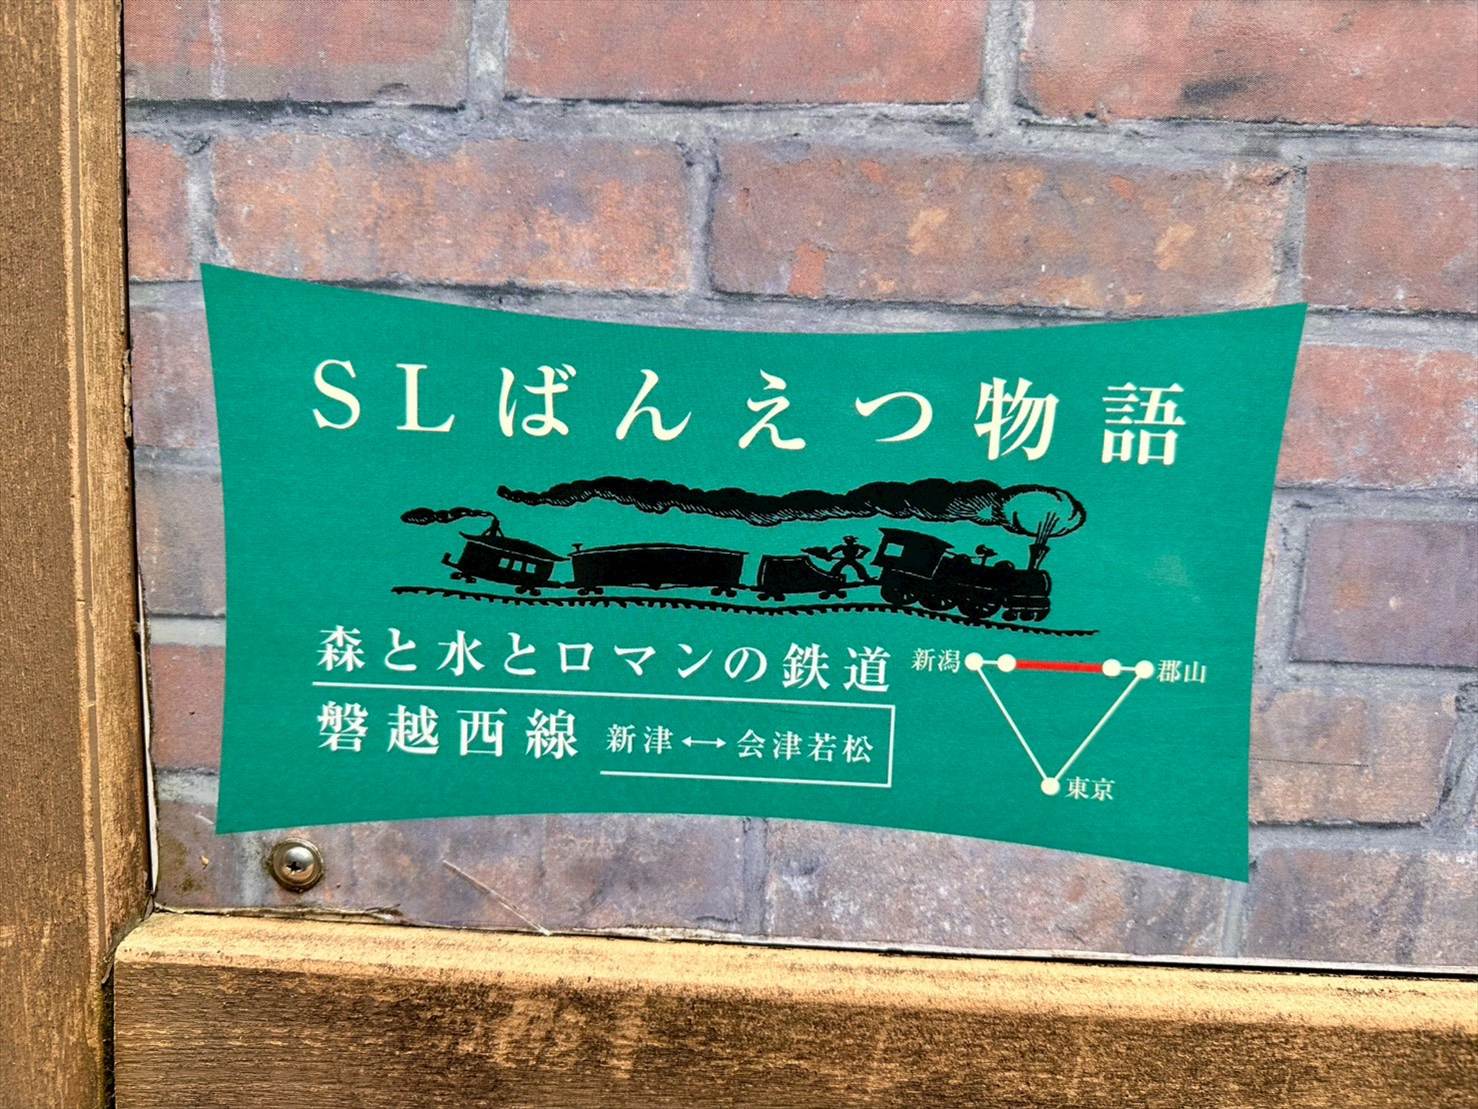 SLばんえつ物語
森と水とロマンの鉄道
磐越西線 新津↔会津若松
新潟 郡山
東京